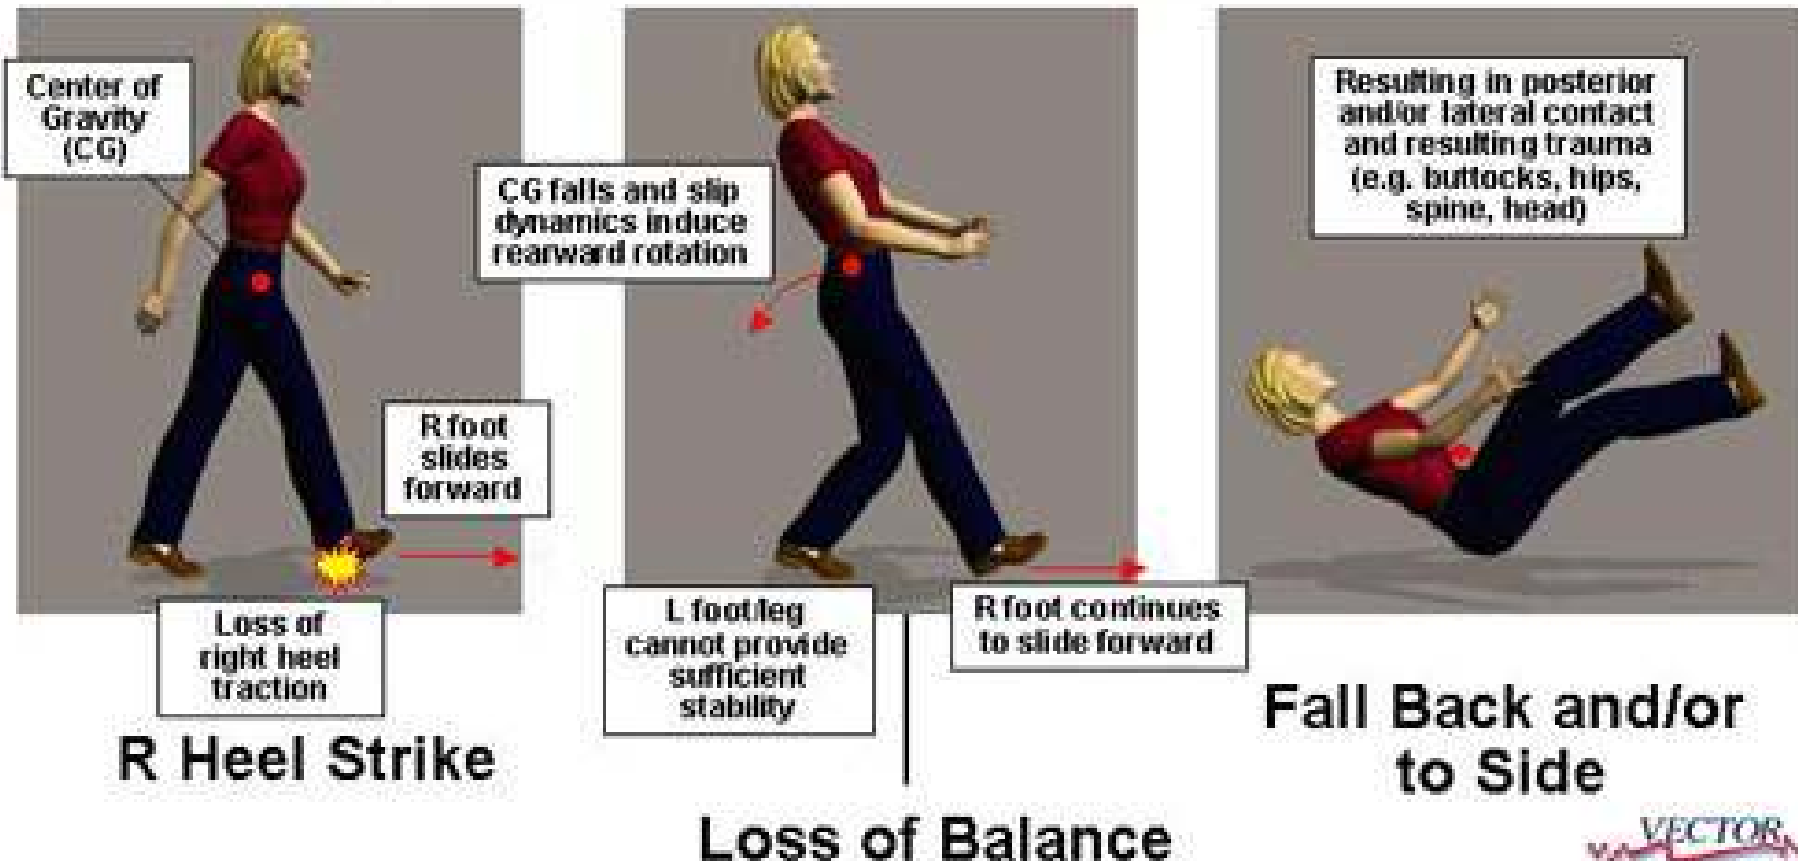 Center of
Gravity
(CG)
R foot
slides
forward
Loss of
right heel
traction
R Heel Strike
CG falls and slip
dynamics induce
rearward rotation
L foot/leg
cannot provide
sufficient
stability
R foot continues
to slide forward
Loss of Balance
Resulting in posterior
and/or lateral contact
and resulting trauma
(e.g. buttocks, hips,
spine, head)
Fall Back and/or
to Side
VECTOR